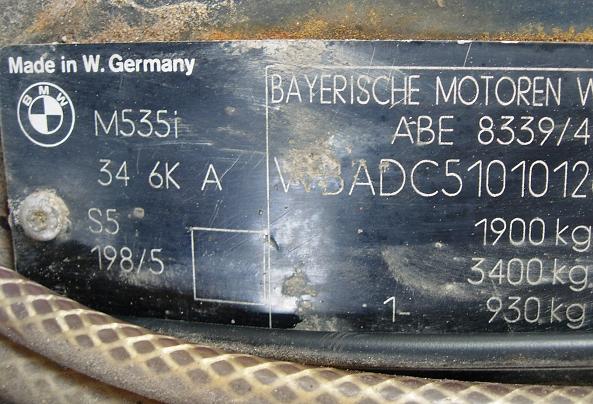 Made in W. Germany
BMW
M535i
34 6K A
S5
198/5
BAYERISCHE MOTOREN W
ABE 8339/4
WBADC5101012
1900 kg
3400 kg
1- 930 kg